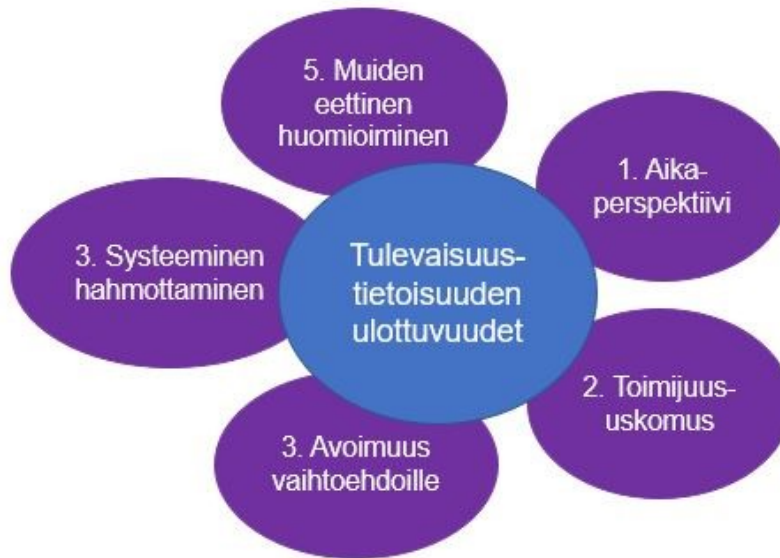 5. Muiden
eettinen
huomioiminen
1. Aika-
perspektiivi
3. Systeeminen
hahmottaminen
Tulevaisuus-
tietoisuuden
ulottuvuudet
2. Toimijuus-
uskomus
3. Avoimuus
vaihtoehdoille